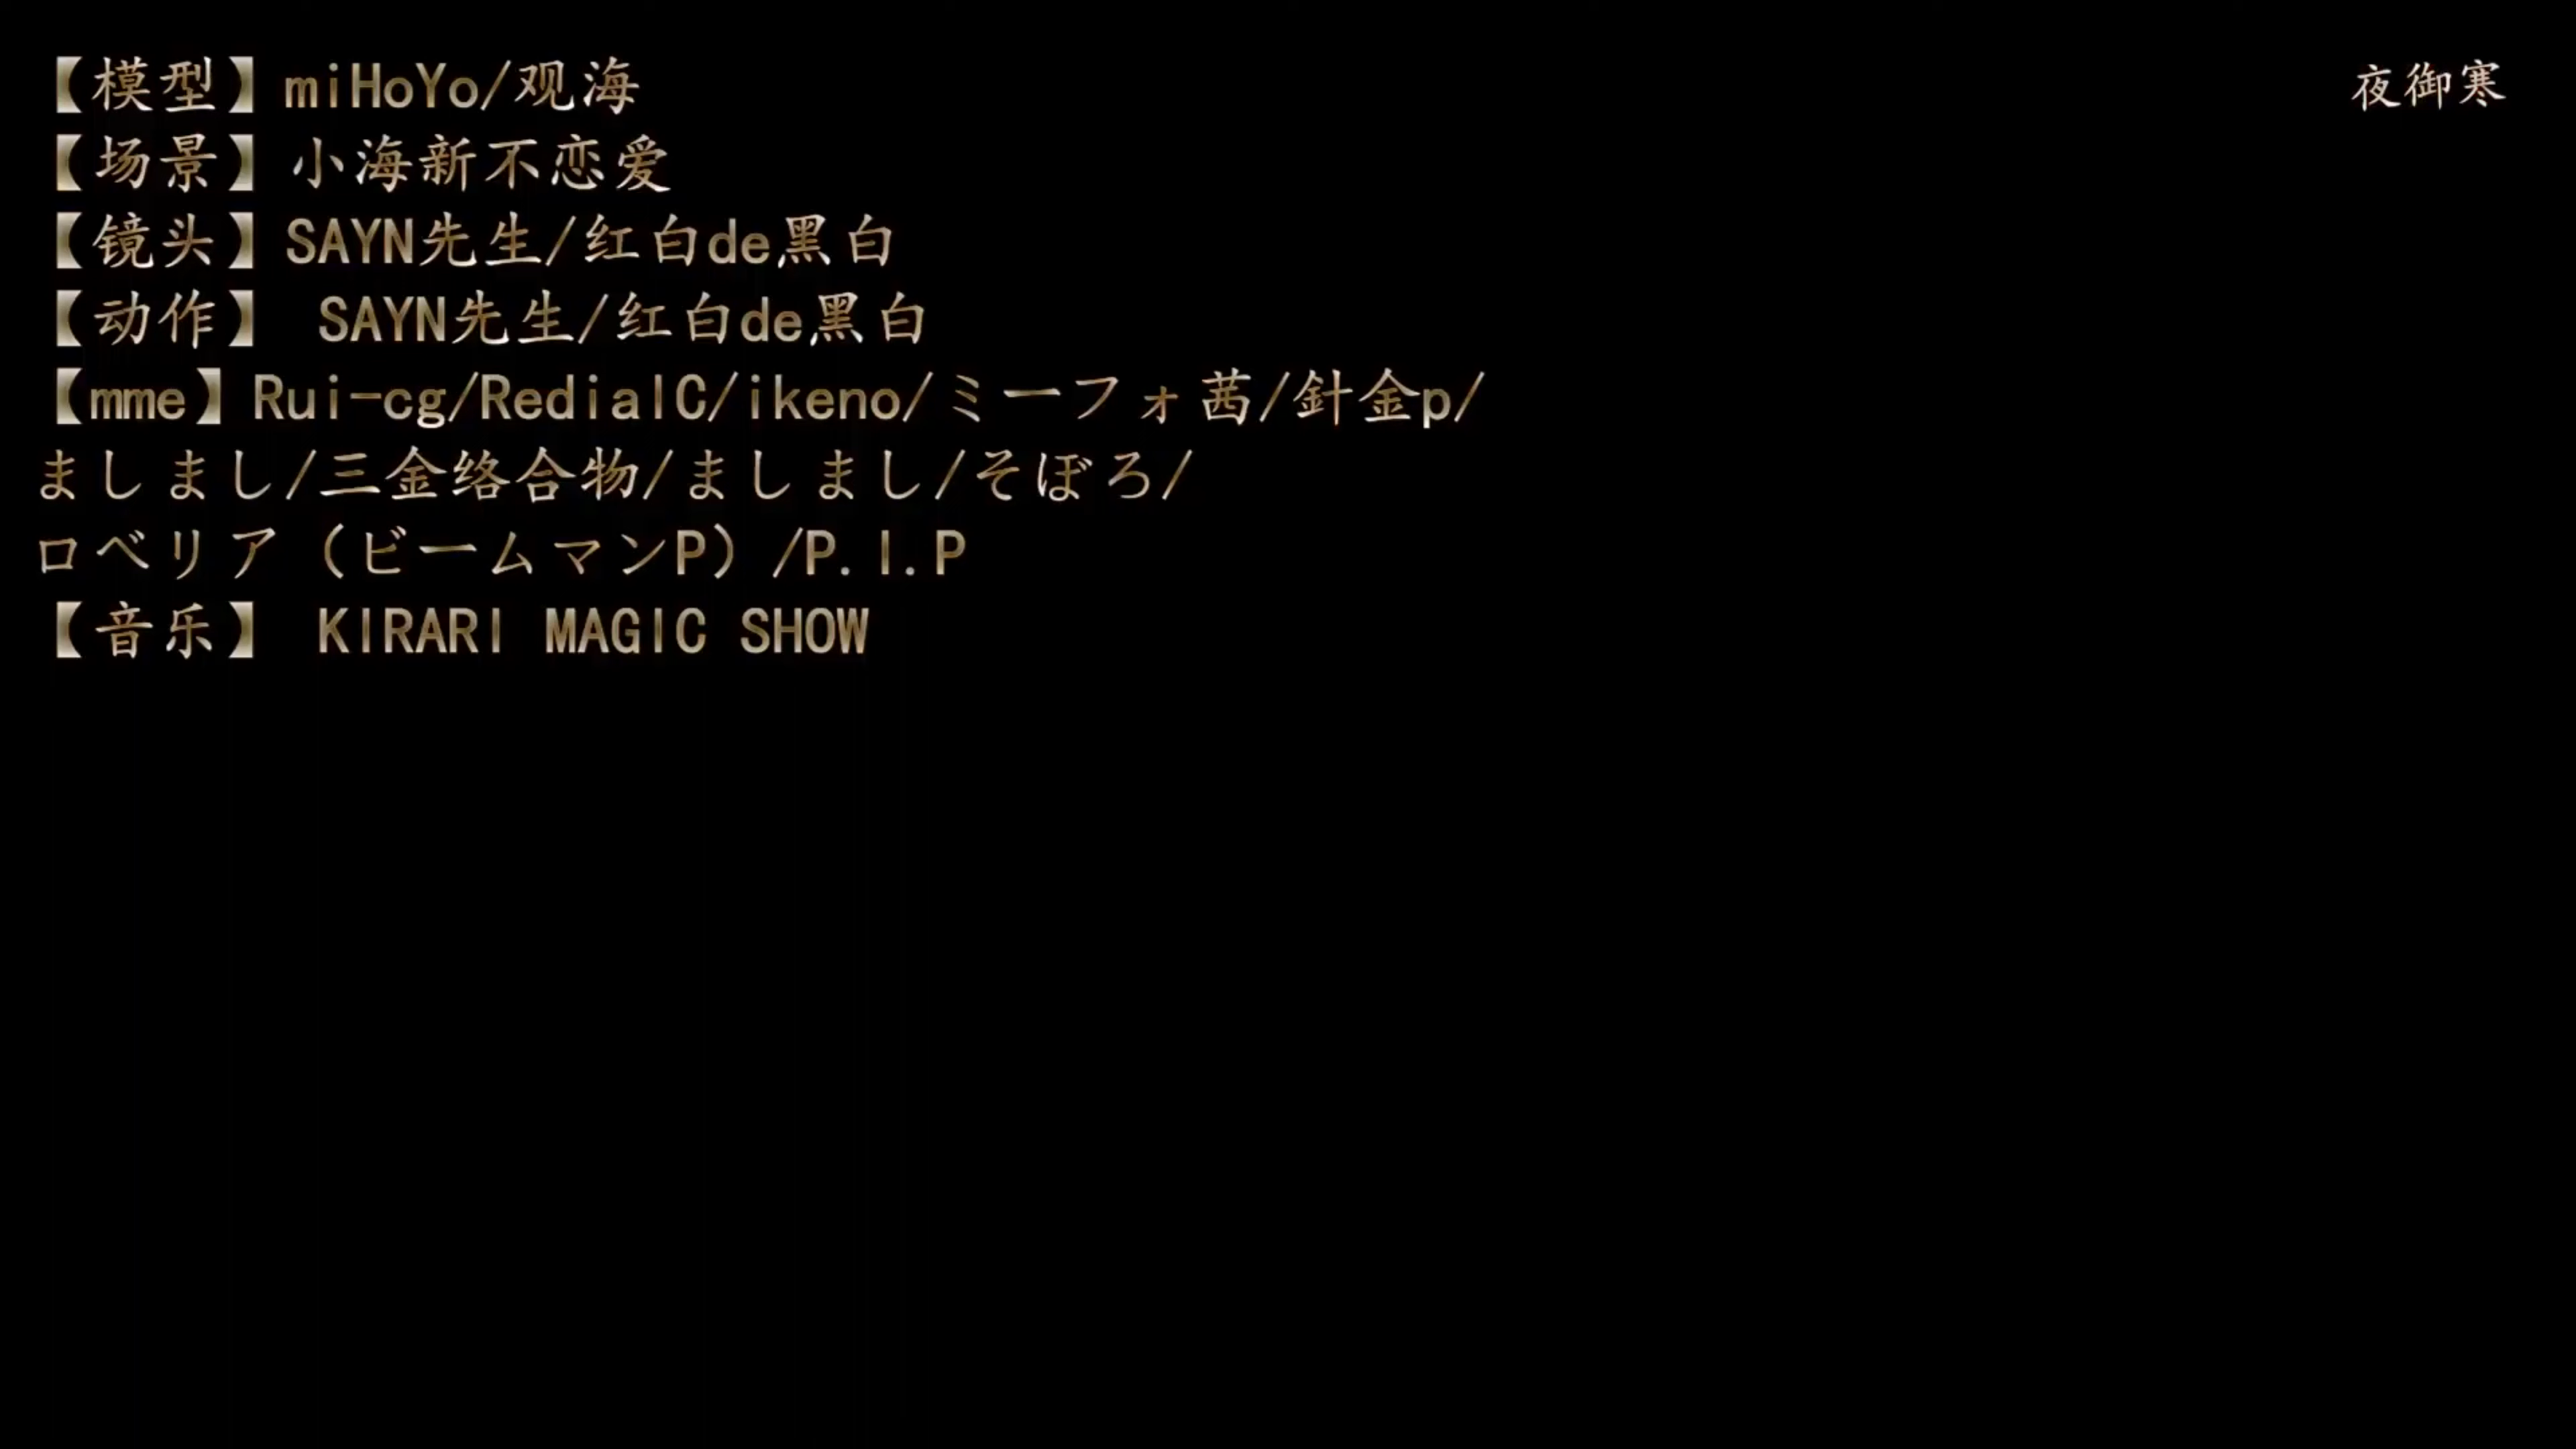 【模型】miHoYo/观海
夜御寒
【场景】小海新不恋爱
【镜头】SAYN先生/红白de黑白
【动作】 SAYN先生/红白de黑白
【mme】Rui-cg/RedialC/ikeno/ミーフォ茜/針金p/
ましまし/三金络合物/ましまし/そぼろ/
ロベリア（ビームマンP）/P.I.P
【音乐】 KIRARI MAGIC SHOW